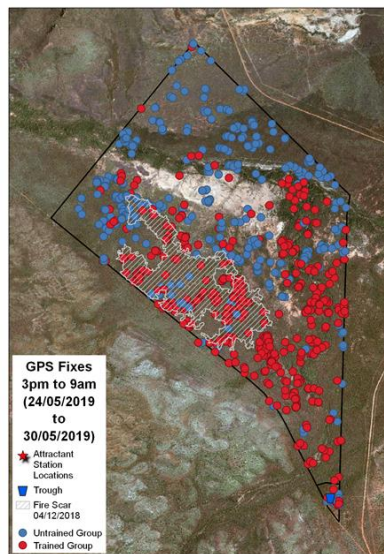 GPS Fixes
3pm to 9am
(24/05/2019
to
30/05/2019)
Attractant
Station
Locations
Trough
Fire Scar
04/12/2018
Untrained Group
Trained Group